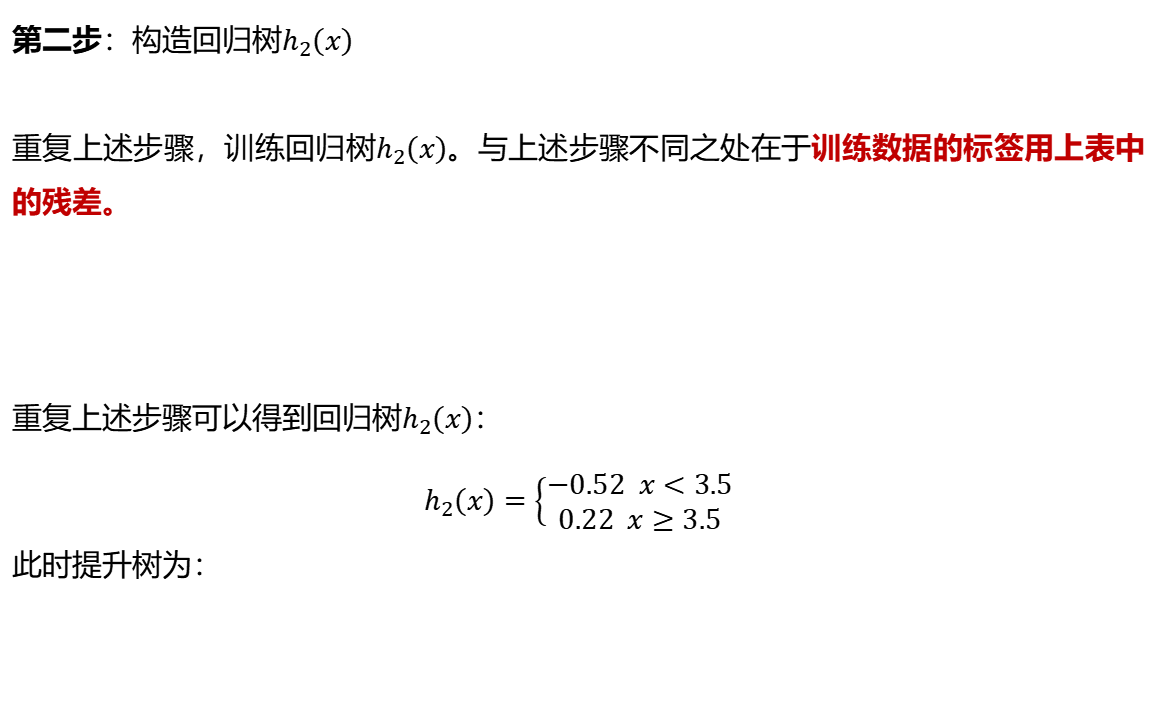 第二步：构造回归树h₂(x)
重复上述步骤，训练回归树h₂(x)。与上述步骤不同之处在于训练数据的标签用上表中
的残差。
重复上述步骤可以得到回归树h₂(x)：
h₂(x) = {−0.52 x < 3.5
0.22 x ≥ 3.5
此时提升树为：